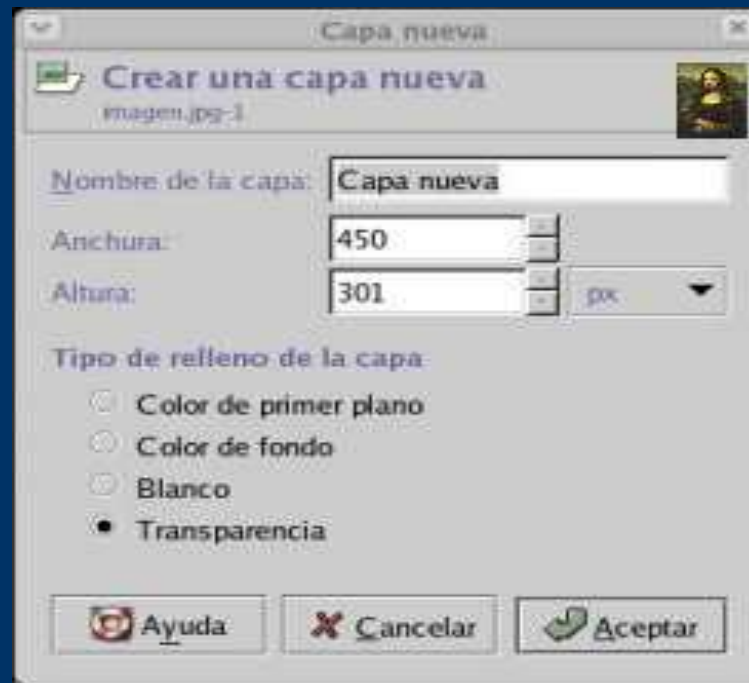 Capa nueva
Crear una capa nueva
imagen.jpg-1
Nombre de la capa: Capa nueva
Anchura: 450
Altura: 301 px
Tipo de relleno de la capa
Color de primer plano
Color de fondo
Blanco
Transparencia
Ayuda Cancelar Aceptar